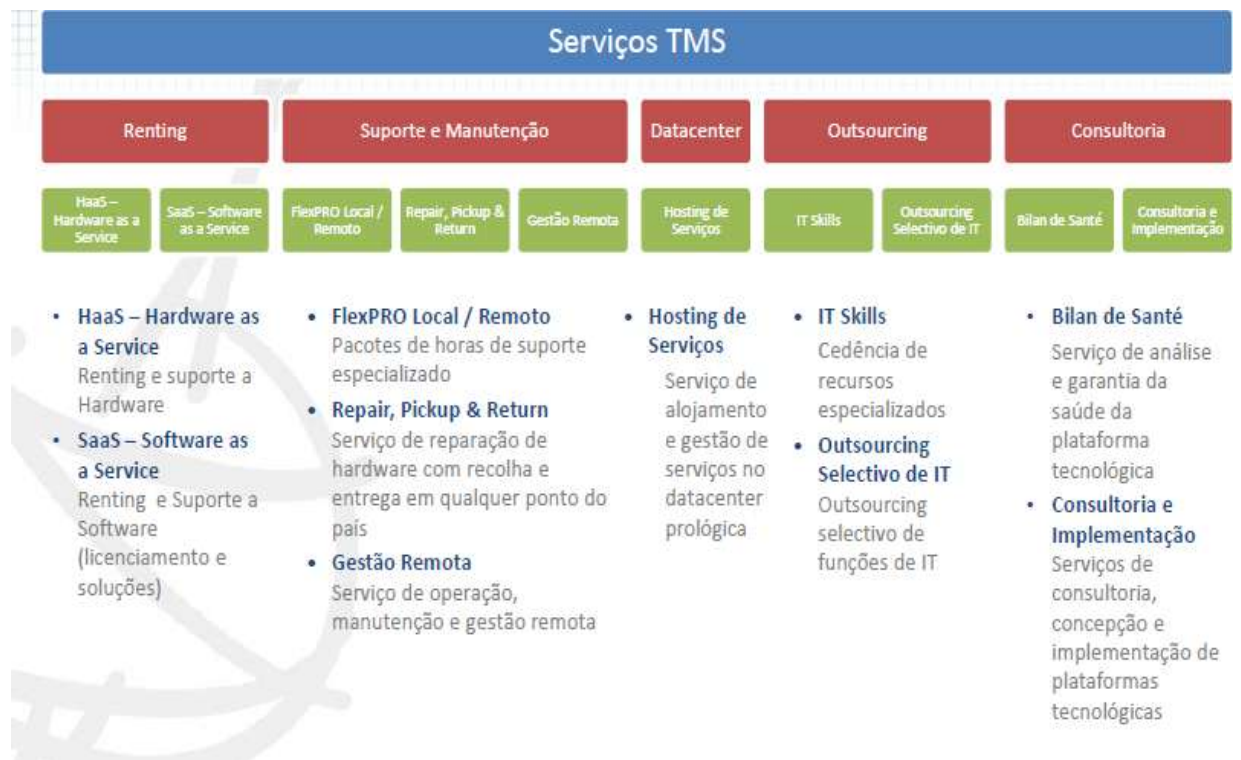 Serviços TMS
Renting
Suporte e Manutenção
Datacenter
Outsourcing
Consultoria
HaaS –
Hardware as a
Service
SaaS – Software
as a Service
FlexPRO Local /
Remoto
Repair, Pickup &
Return
Gestão Remota
Hosting de
Serviços
IT Skills
Outsourcing
Selectivo de IT
Bilan de Santé
Consultoria e
Implementação
• HaaS – Hardware as
a Service
Renting e suporte a
Hardware
• SaaS – Software as
a Service
Renting e Suporte a
Software
(licenciamento e
soluções)
• FlexPRO Local / Remoto
Pacotes de horas de suporte
especializado
• Repair, Pickup & Return
Serviço de reparação de
hardware com recolha e
entrega em qualquer ponto do
país
• Gestão Remota
Serviço de operação,
manutenção e gestão remota
• Hosting de
Serviços
Serviço de
alojamento
e gestão de
serviços no
datacenter
prológica
• IT Skills
Cedência de
recursos
especializados
• Outsourcing
Selectivo de IT
Outsourcing
selectivo de
funções de IT
• Bilan de Santé
Serviço de análise
e garantia da
saúde da
plataforma
tecnológica
• Consultoria e
Implementação
Serviços de
consultoria,
concepção e
implementação de
plataformas
tecnológicas